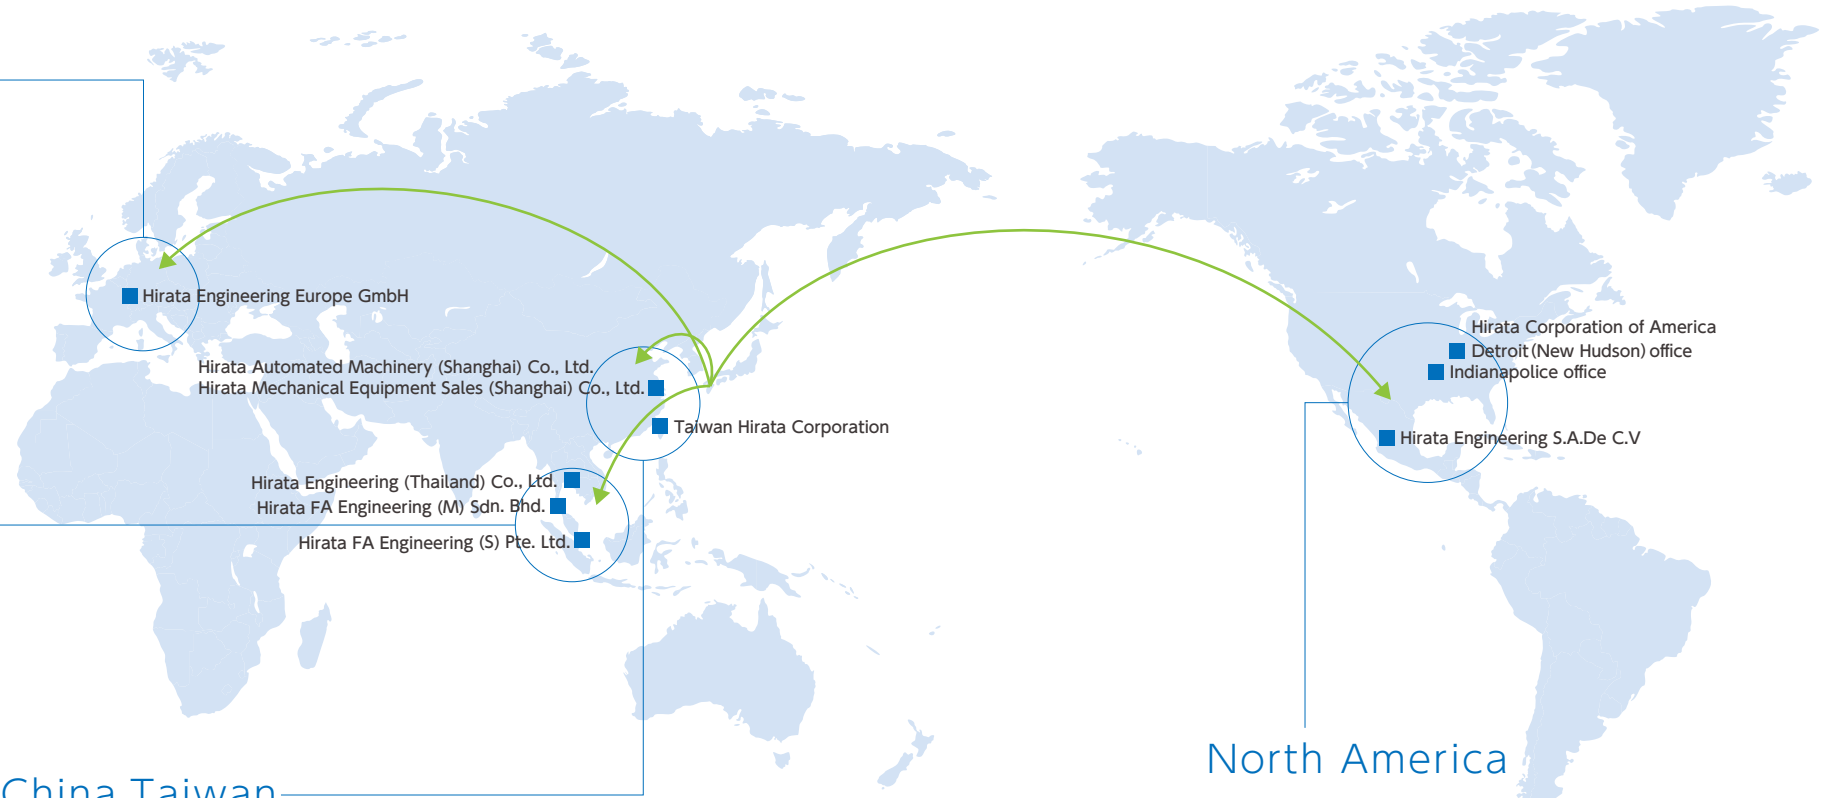 Hirata Engineering Europe GmbH
Hirata Automated Machinery (Shanghai) Co., Ltd.
Hirata Mechanical Equipment Sales (Shanghai) Co., Ltd.
Taiwan Hirata Corporation
Hirata Engineering (Thailand) Co., Ltd.
Hirata FA Engineering (M) Sdn. Bhd.
Hirata FA Engineering (S) Pte. Ltd.
Hirata Corporation of America
Detroit (New Hudson) office
Indianapolice office
Hirata Engineering S.A.De C.V
North America
China Taiwan